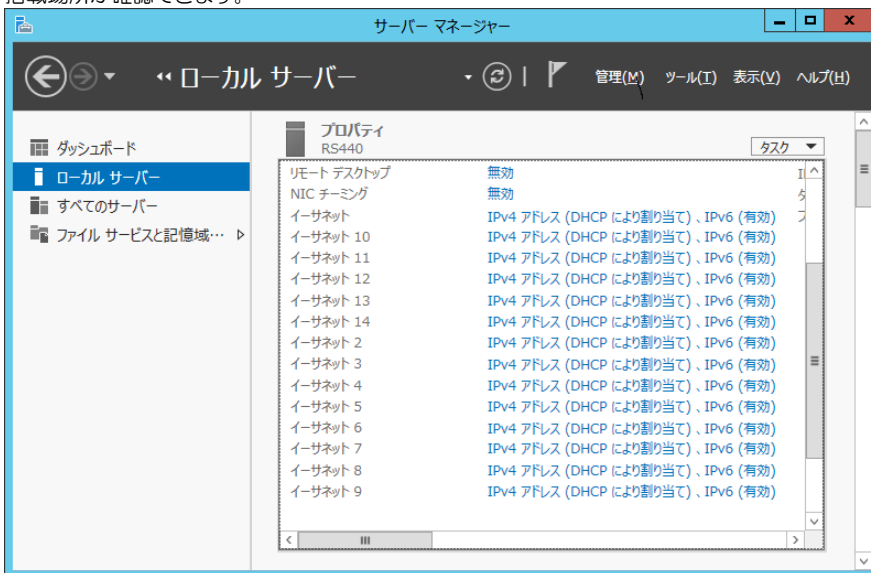 サーバー マネージャー
ローカル サーバー
管理(M) ツール(T) 表示(V) ヘルプ(H)
ダッシュボード
ローカル サーバー
すべてのサーバー
ファイル サービスと記憶域…
プロパティ
RS440
タスク
リモート デスクトップ 無効
NIC チーミング 無効
イーサネット IPv4 アドレス (DHCP により割り当て) 、IPv6 (有効)
イーサネット 10 IPv4 アドレス (DHCP により割り当て) 、IPv6 (有効)
イーサネット 11 IPv4 アドレス (DHCP により割り当て) 、IPv6 (有効)
イーサネット 12 IPv4 アドレス (DHCP により割り当て) 、IPv6 (有効)
イーサネット 13 IPv4 アドレス (DHCP により割り当て) 、IPv6 (有効)
イーサネット 14 IPv4 アドレス (DHCP により割り当て) 、IPv6 (有効)
イーサネット 2 IPv4 アドレス (DHCP により割り当て) 、IPv6 (有効)
イーサネット 3 IPv4 アドレス (DHCP により割り当て) 、IPv6 (有効)
イーサネット 4 IPv4 アドレス (DHCP により割り当て) 、IPv6 (有効)
イーサネット 5 IPv4 アドレス (DHCP により割り当て) 、IPv6 (有効)
イーサネット 6 IPv4 アドレス (DHCP により割り当て) 、IPv6 (有効)
イーサネット 7 IPv4 アドレス (DHCP により割り当て) 、IPv6 (有効)
イーサネット 8 IPv4 アドレス (DHCP により割り当て) 、IPv6 (有効)
イーサネット 9 IPv4 アドレス (DHCP により割り当て) 、IPv6 (有効)